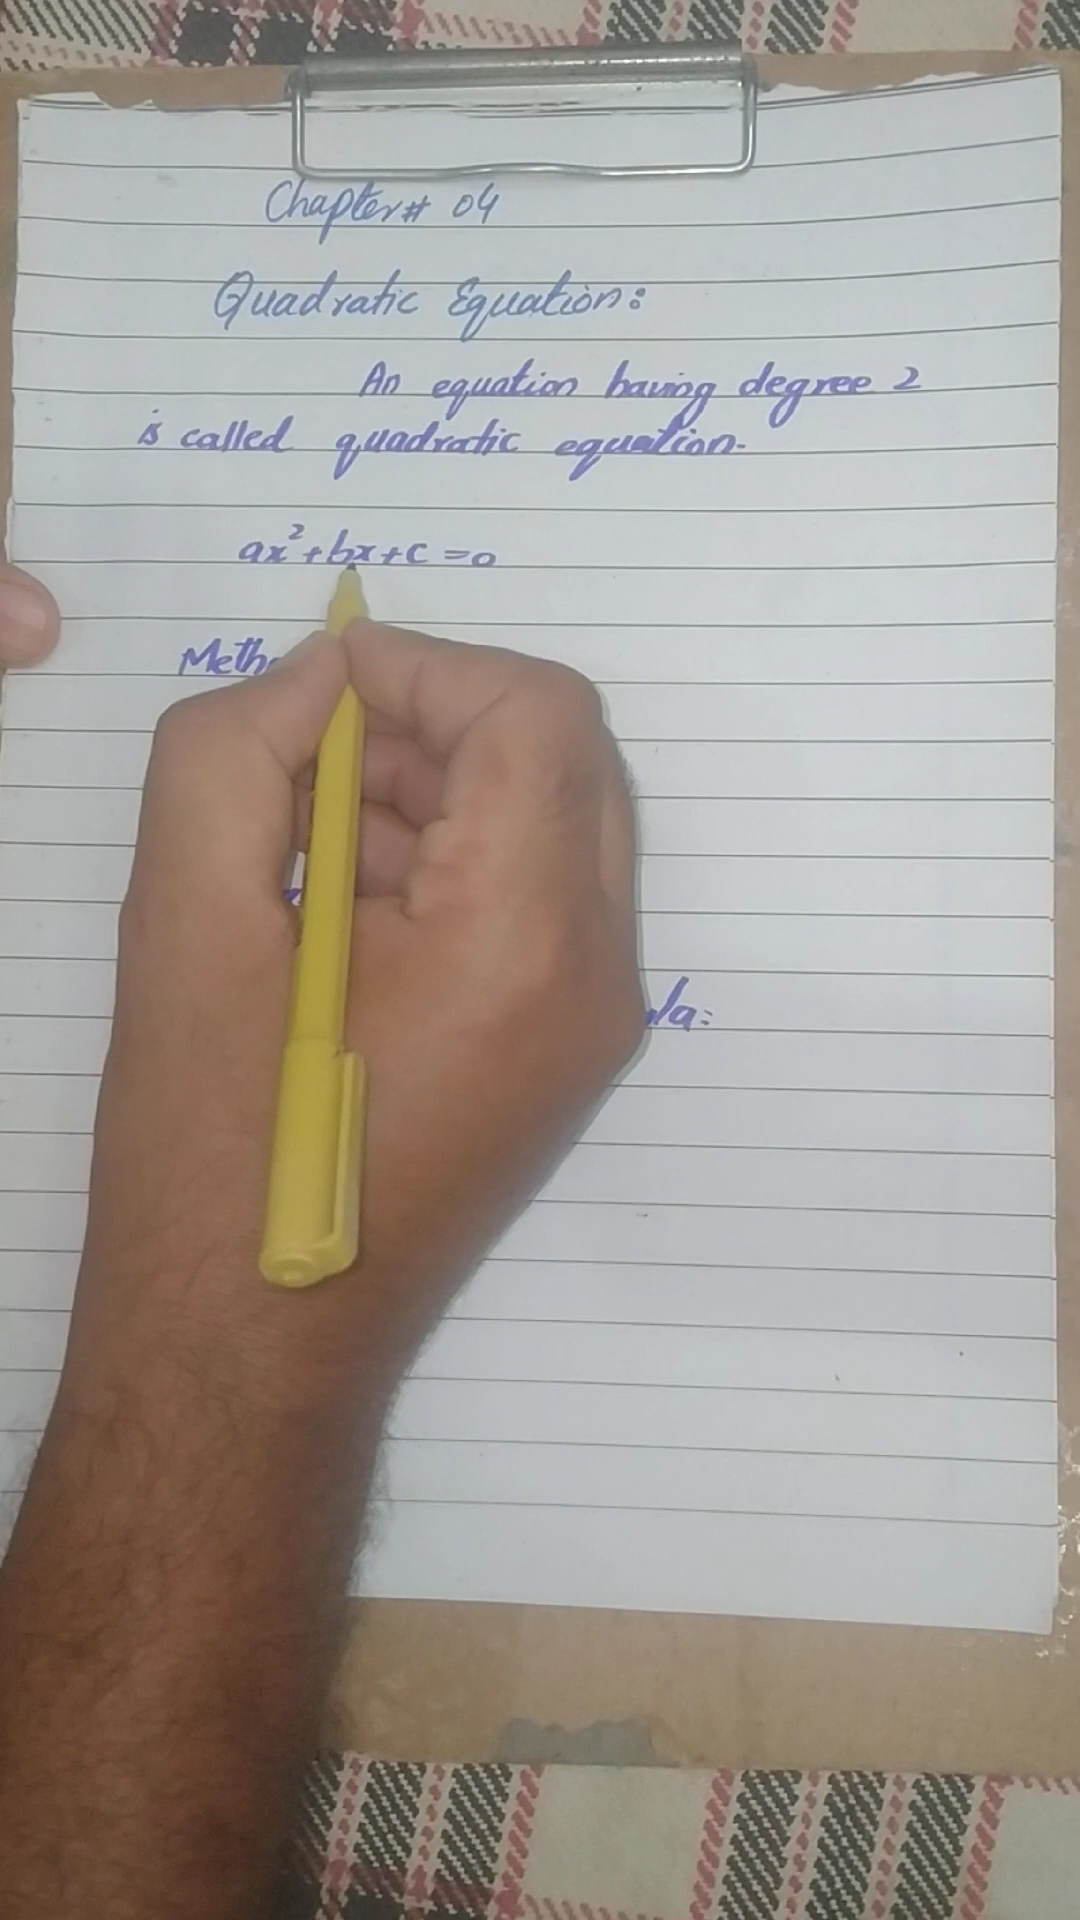 Chapter# 04
Quadratic Equation:
An equation having degree 2
is called quadratic equation.
ax²+bx+c=0